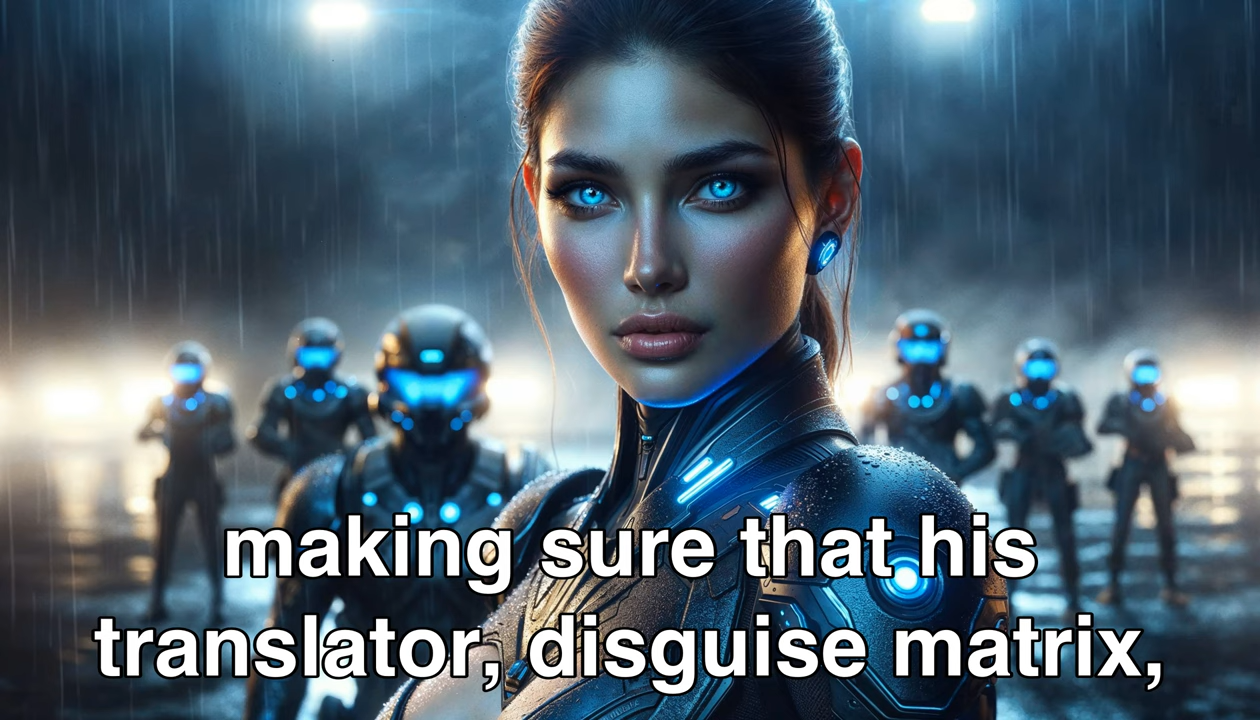 making sure that his
translator, disguise matrix,